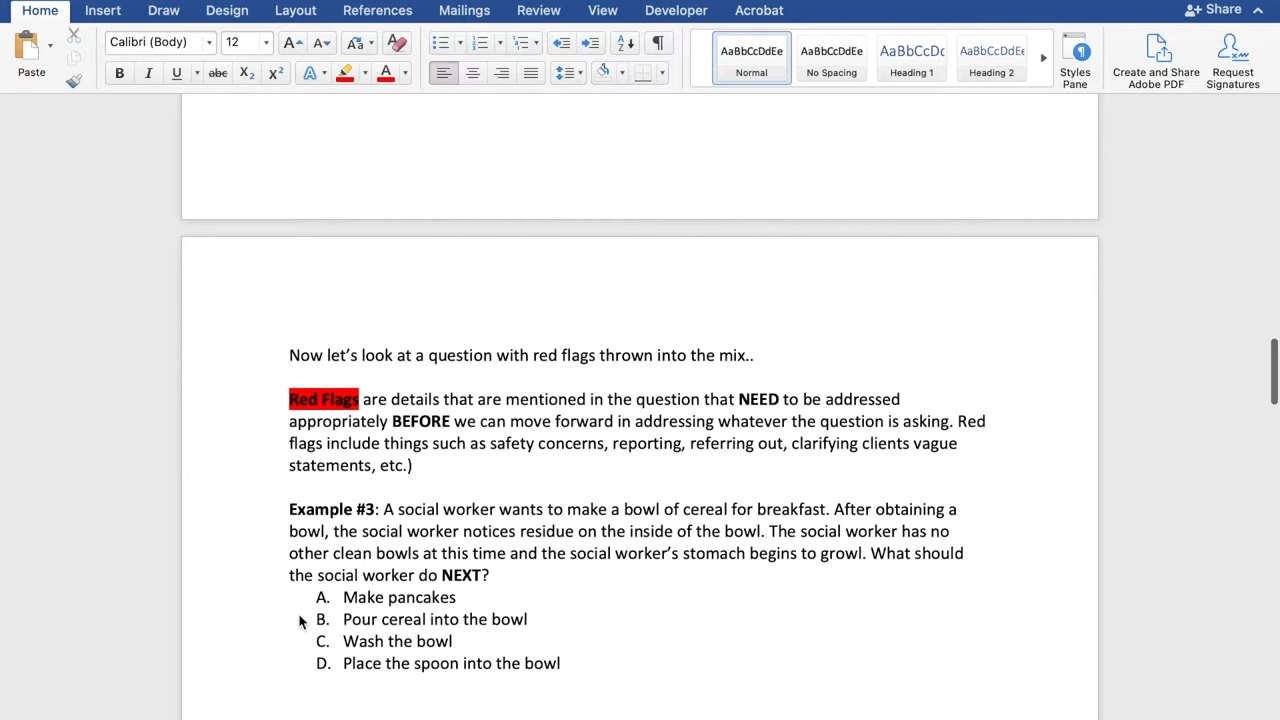 Home Insert Draw Design Layout References Mailings Review View Developer Acrobat Share
Paste Calibri (Body) 12 AaBbCcDdEe AaBbCcDdEe AaBbCcDc AaBbCcDdEe
Normal No Spacing Heading 1 Heading 2 Styles Pane Create and Share Adobe PDF Request Signatures
Now let’s look at a question with red flags thrown into the mix..
Red Flags are details that are mentioned in the question that NEED to be addressed
appropriately BEFORE we can move forward in addressing whatever the question is asking. Red
flags include things such as safety concerns, reporting, referring out, clarifying clients vague
statements, etc.)
Example #3: A social worker wants to make a bowl of cereal for breakfast. After obtaining a
bowl, the social worker notices residue on the inside of the bowl. The social worker has no
other clean bowls at this time and the social worker’s stomach begins to growl. What should
the social worker do NEXT?
A. Make pancakes
B. Pour cereal into the bowl
C. Wash the bowl
D. Place the spoon into the bowl